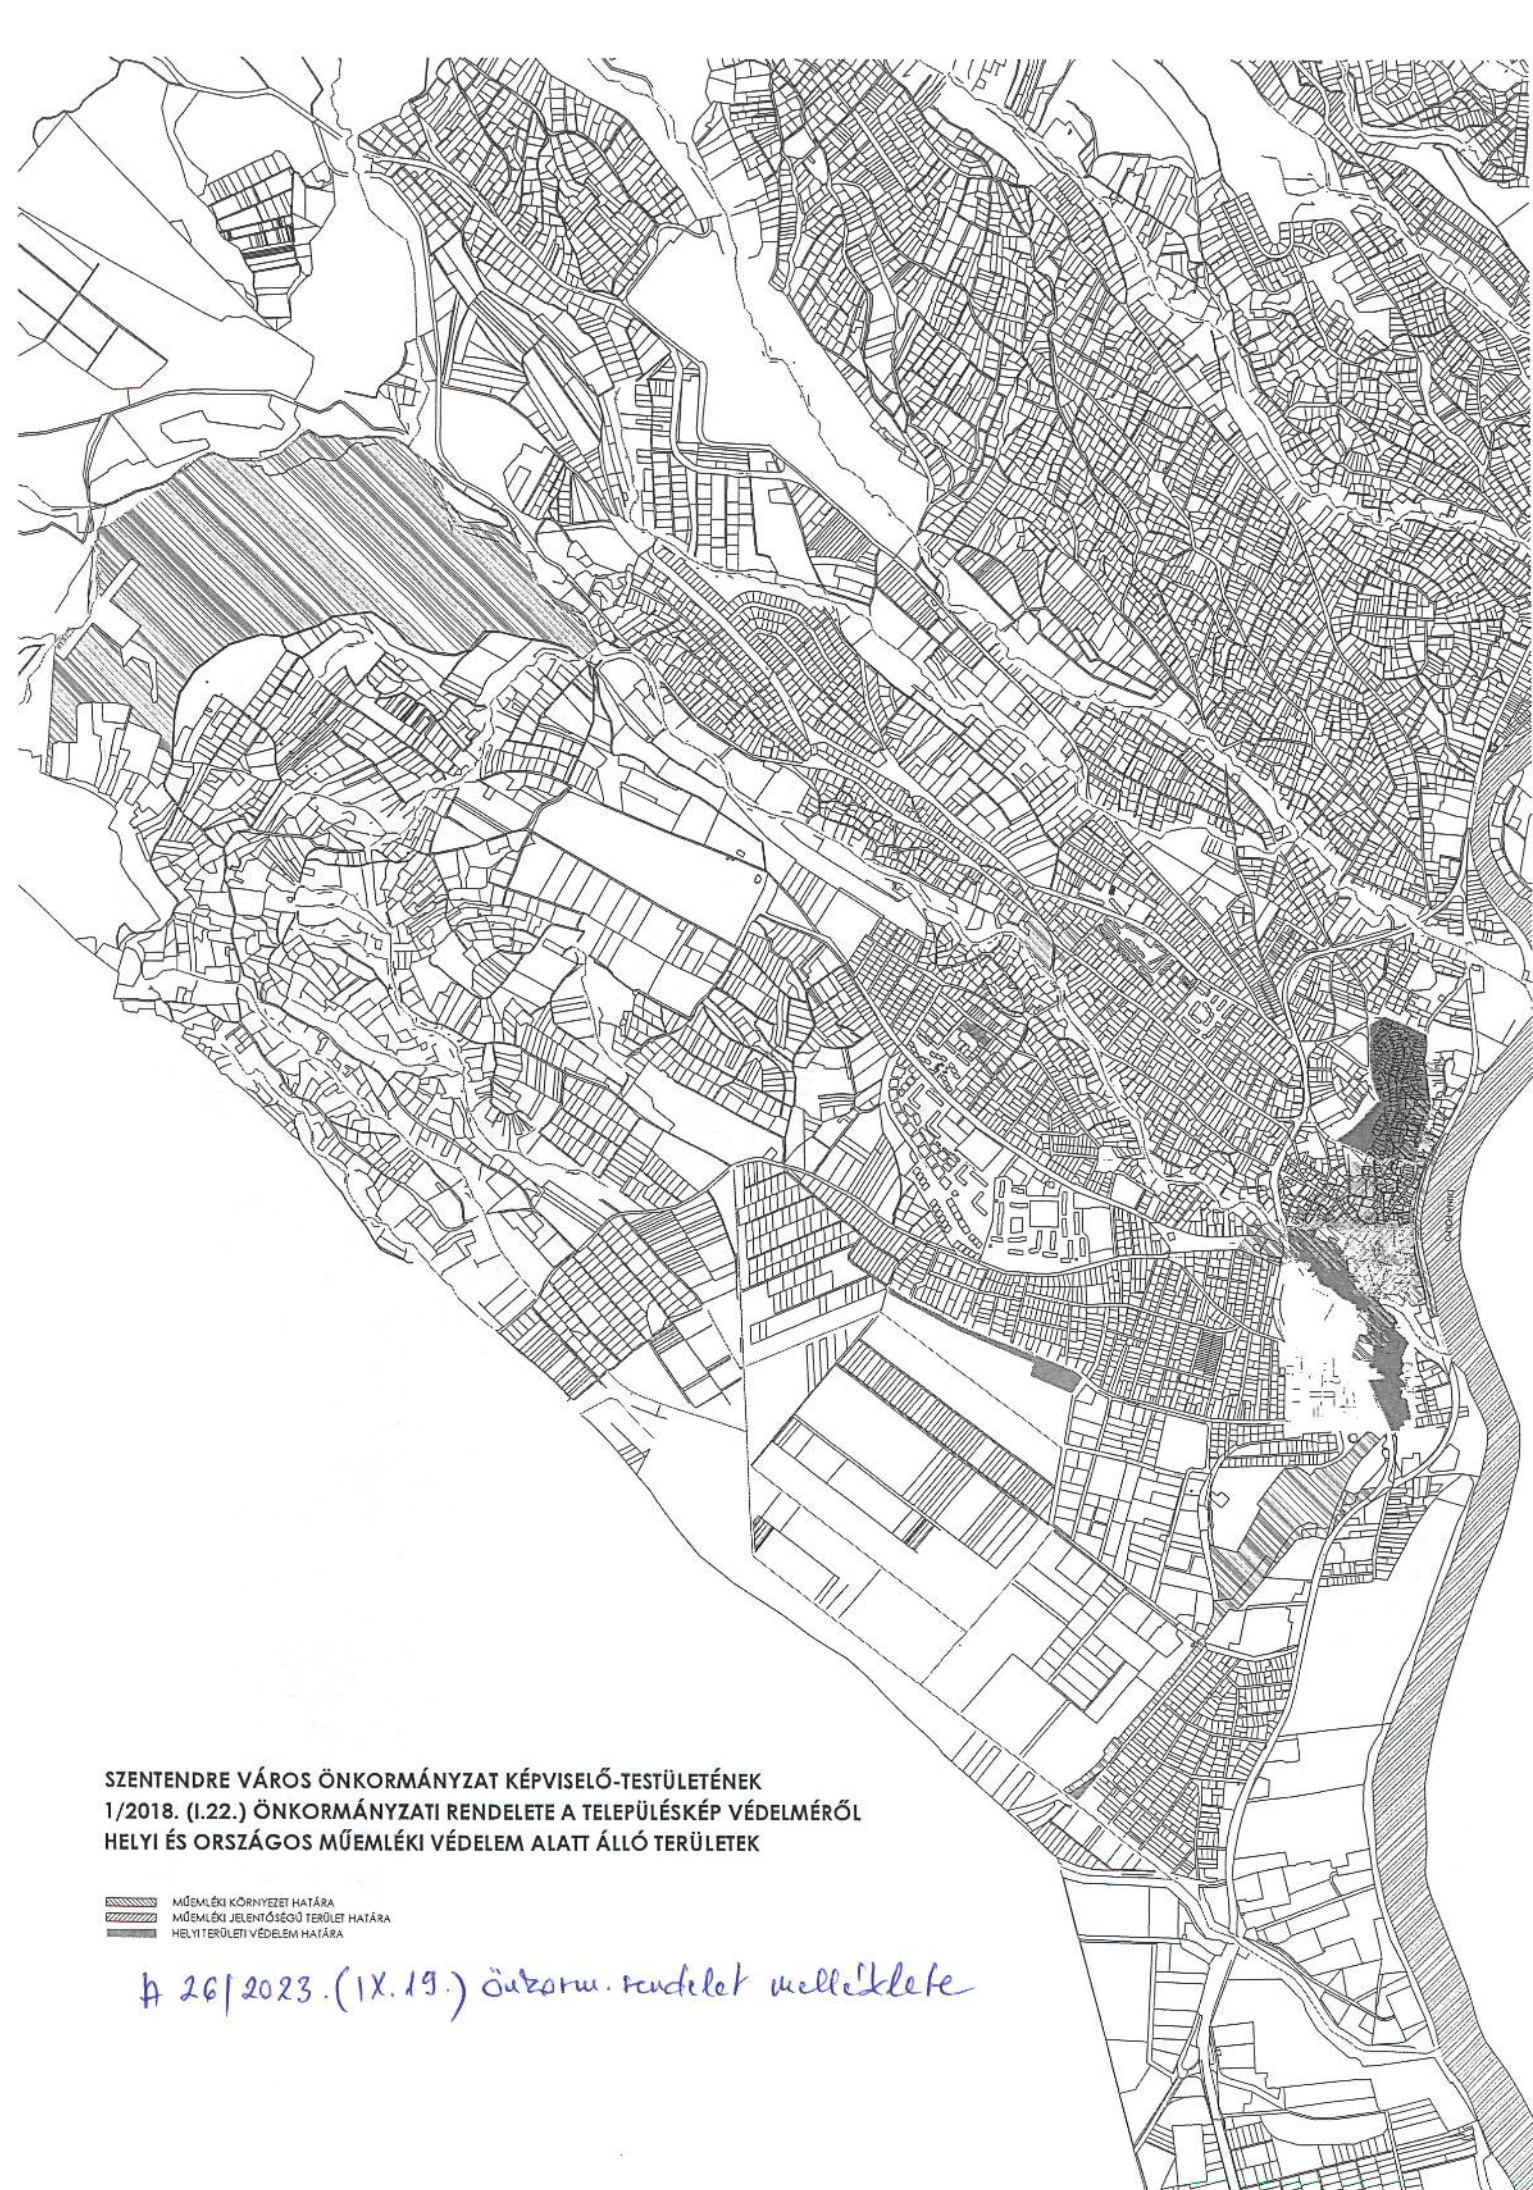 SZENTENDRE VÁROS ÖNKORMÁNYZAT KÉPVISELŐ-TESTÜLETÉNEK
1/2018. (I.22.) ÖNKORMÁNYZATI RENDELETE A TELEPÜLÉSKÉP VÉDELMÉRŐL
HELYI ÉS ORSZÁGOS MŰEMLÉKI VÉDELEM ALATT ÁLLÓ TERÜLETEK
MŰEMLÉKI KÖRNYEZET HATÁRA
MŰEMLÉKI JELENTŐSÉGŰ TERÜLET HATÁRA
HELYI TERÜLETI VÉDELEM HATÁRA
A 26/2023. (IX. 19.) önkorm. rendelet melléklete